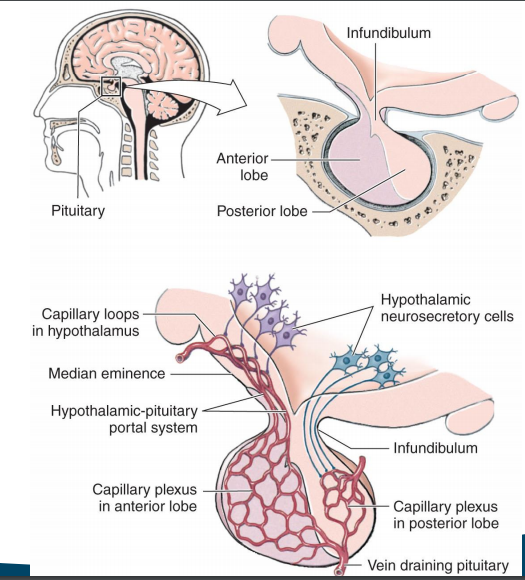 Infundibulum
Anterior
lobe
Pituitary
Posterior lobe
Hypothalamic
neurosecretory cells
Capillary loops
in hypothalamus
Median eminence
Hypothalamic-pituitary
portal system
Infundibulum
Capillary plexus
in anterior lobe
Capillary plexus
in posterior lobe
Vein draining pituitary